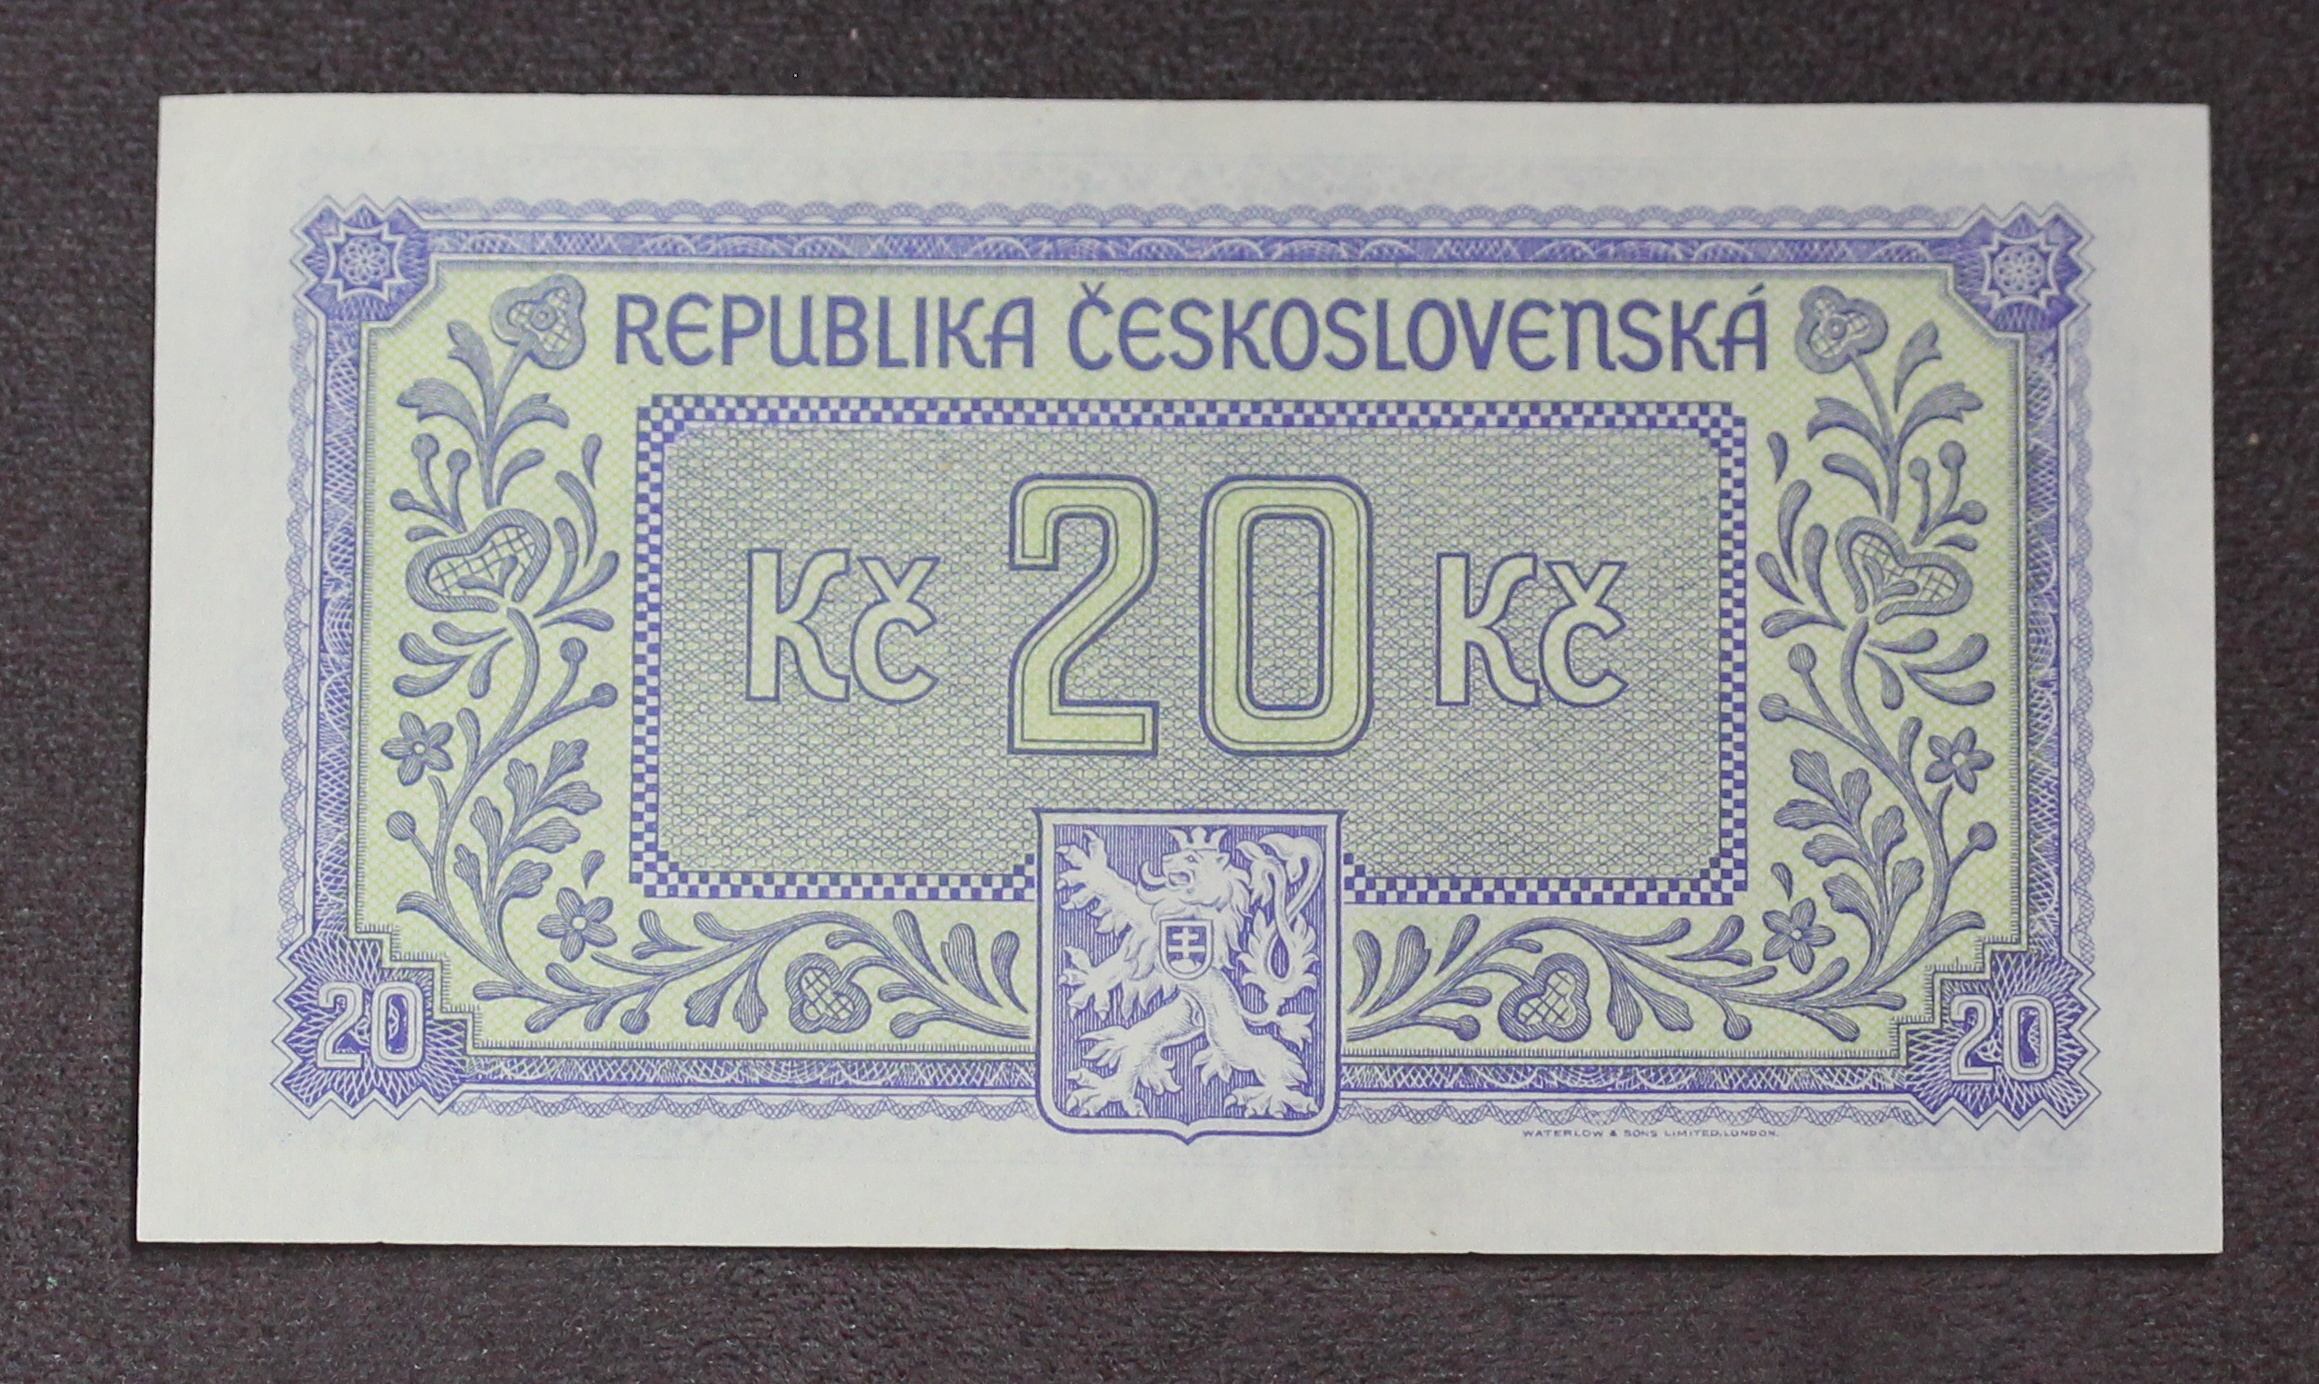 REPUBLIKA ČESKOSLOVENSKÁ
Kč 20 Kč
20 20
WATERLOW & SONS LIMITED, LONDON.